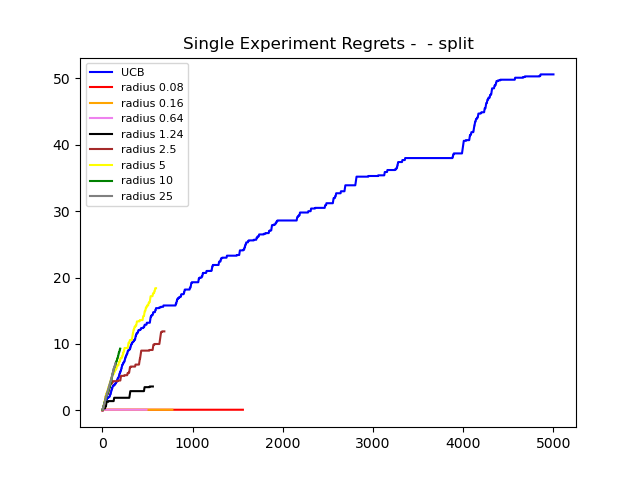 Single Experiment Regrets -  - split
UCB
radius 0.08
radius 0.16
radius 0.64
radius 1.24
radius 2.5
radius 5
radius 10
radius 25
50
40
30
20
10
0
0 1000 2000 3000 4000 5000